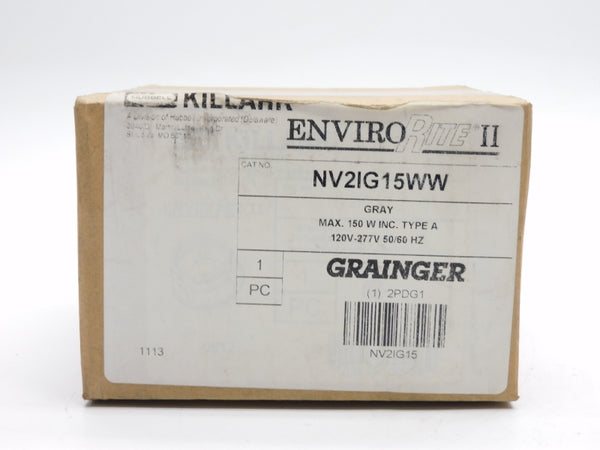 HUBBELL
KILLARK
A Division of Hubbell Incorporated (Delaware)
ENVIRORITE II
CAT NO.
NV2IG15WW
GRAY
MAX. 150 W INC. TYPE A
120V-277V 50/60 HZ
1
PC
GRAINGER
(1) 2PDG1
NV2IG15
1113